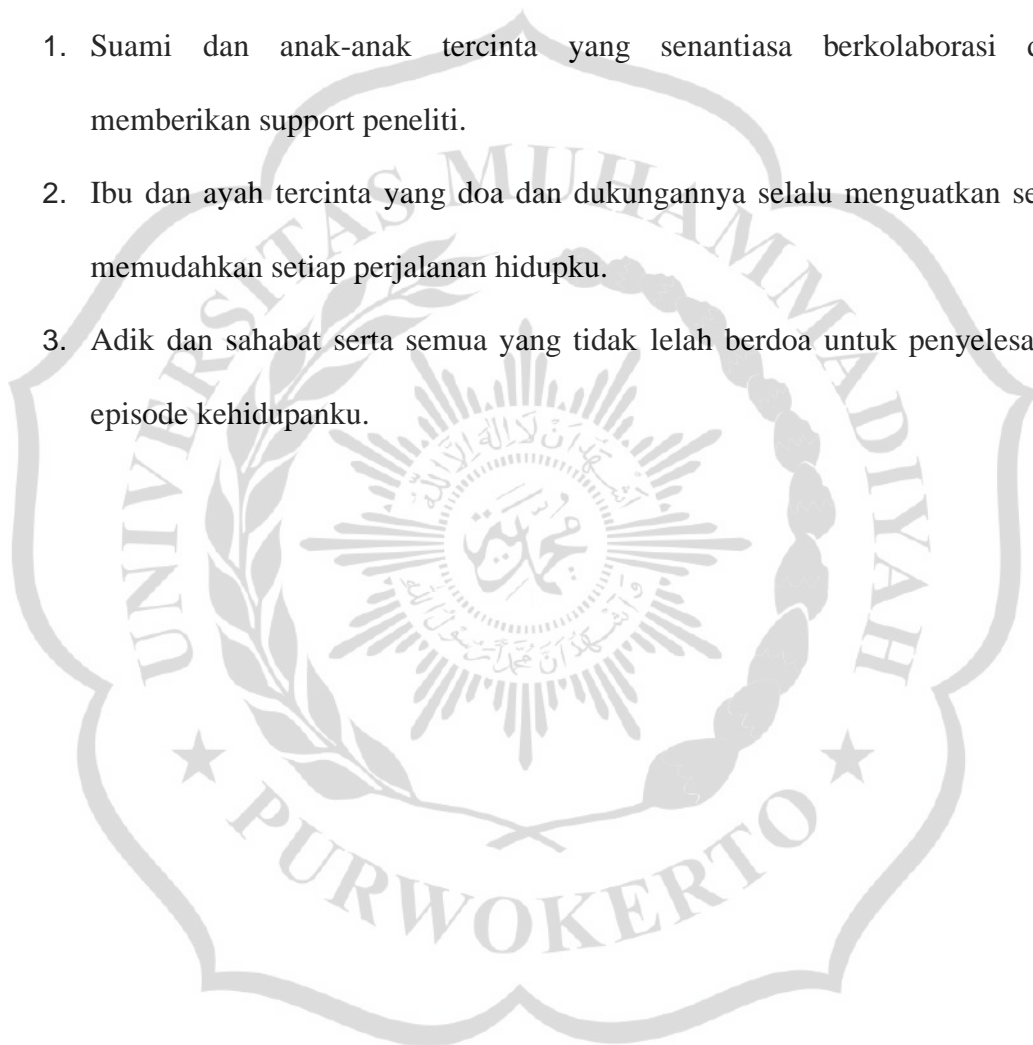 1. Suami dan anak-anak tercinta yang senantiasa berkolaborasi
memberikan support peneliti.
2. Ibu dan ayah tercinta yang doa dan dukungannya selalu menguatkan
memudahkan setiap perjalanan hidupku.
3. Adik dan sahabat serta semua yang tidak lelah berdoa untuk
episode kehidupanku.
UNIVERSITAS MUHAMMADIYAH
★ PURWOKERTO ★